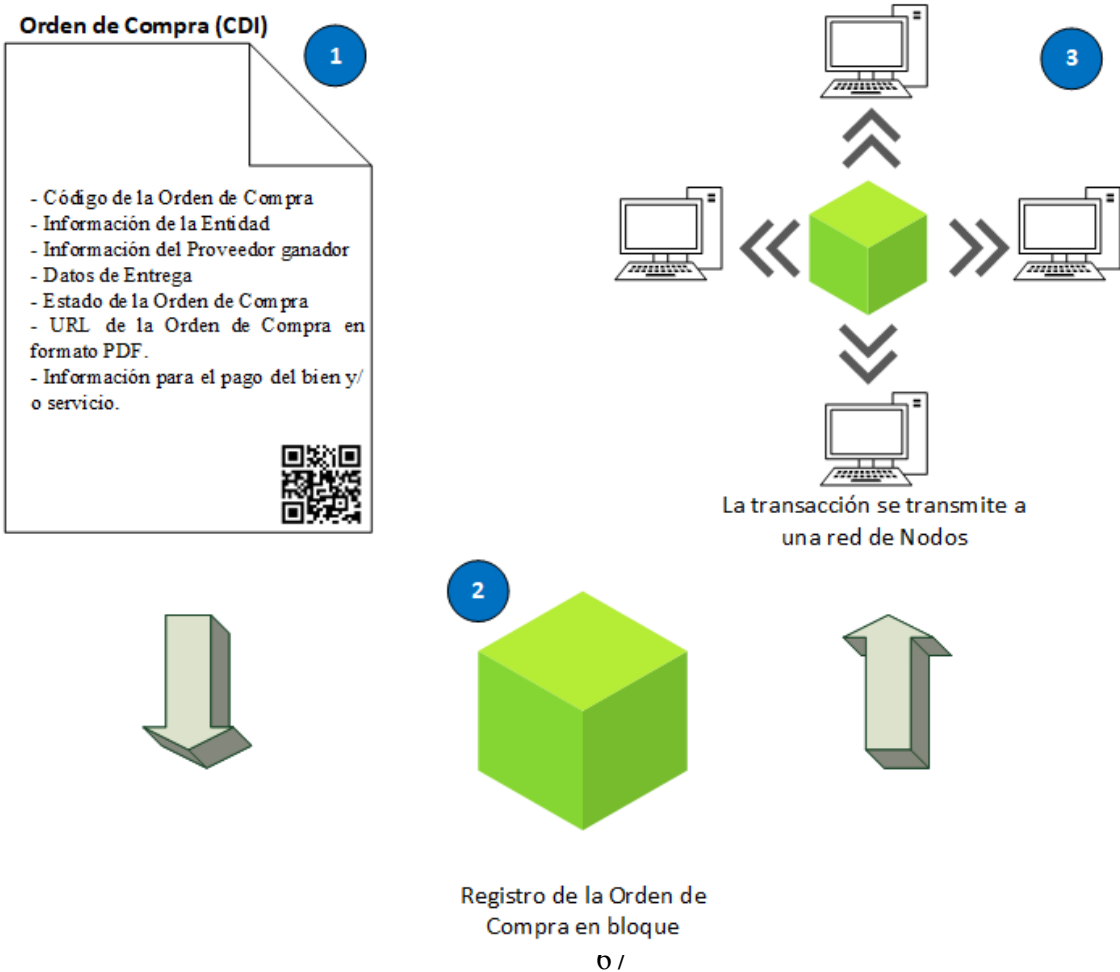 Orden de Compra (CDI)
1
- Código de la Orden de Compra
- Información de la Entidad
- Información del Proveedor ganador
- Datos de Entrega
- Estado de la Orden de Compra
- URL de la Orden de Compra en
formato PDF.
- Información para el pago del bien y/
o servicio.
3
La transacción se transmite a
una red de Nodos
2
Registro de la Orden de
Compra en bloque